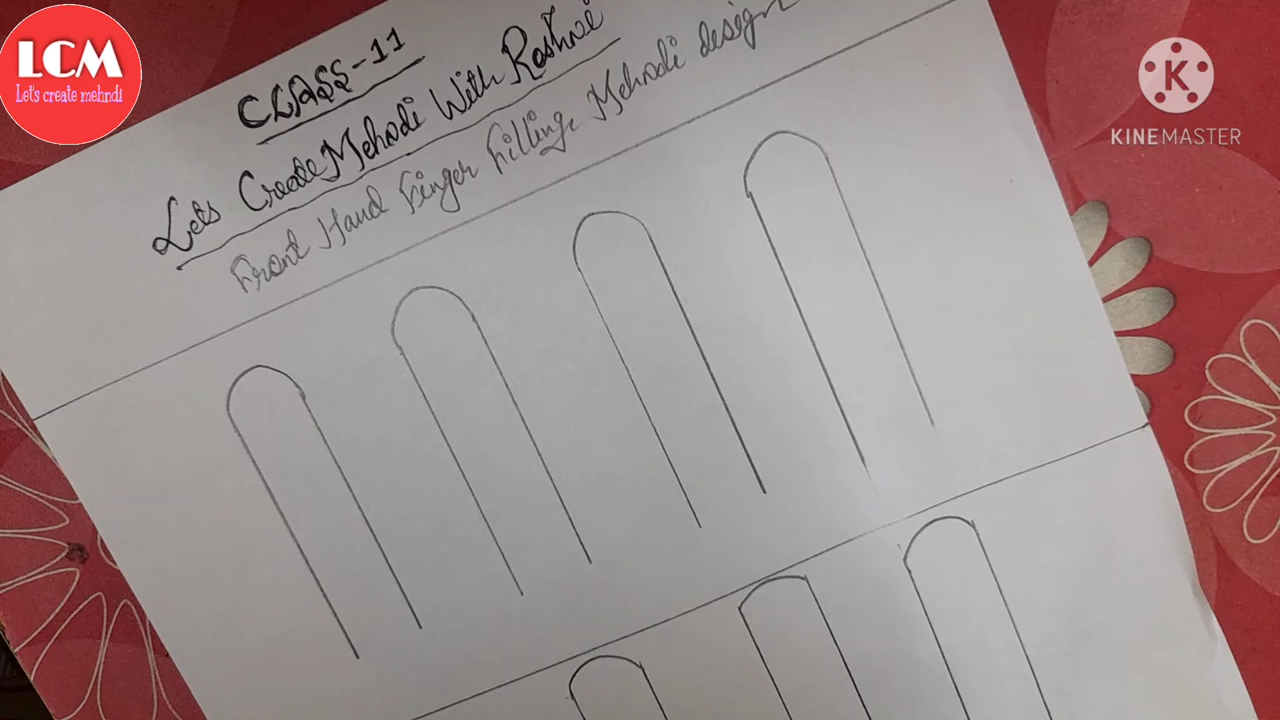 LCM
Let's create mehndi
CLASS-11
Lets Create Mehndi With Roshni
Front Hand Finger Filling Mehndi design
K
KINEMASTER